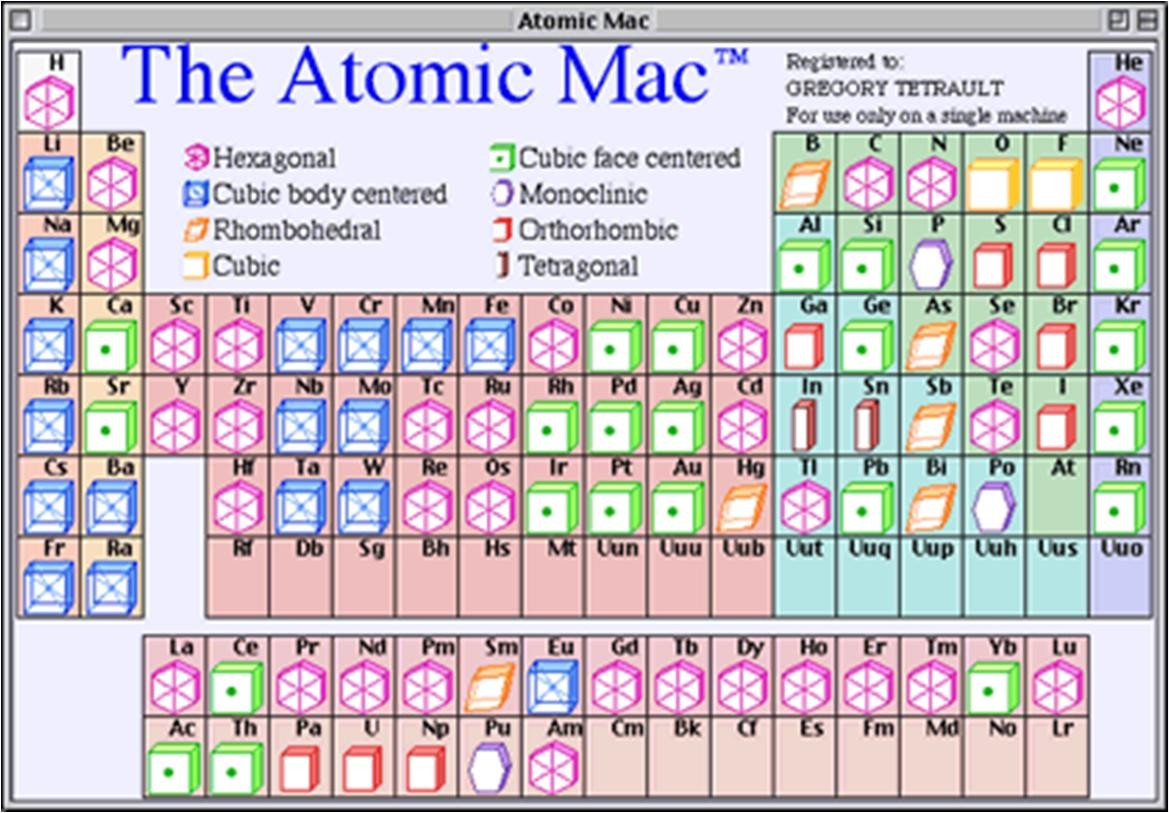 Atomic Mac
The Atomic Mac™
Registered to:
GREGORY TETRAULT
For use only on a single machine
H He
Hexagonal Cubic face centered
Cubic body centered Monoclinic
Rhombohedral Orthorhombic
Cubic Tetragonal
Li Be B C N O F Ne
Na Mg Al Si P S Cl Ar
K Ca Sc Ti V Cr Mn Fe Co Ni Cu Zn Ga Ge As Se Br Kr
Rb Sr Y Zr Nb Mo Tc Ru Rh Pd Ag Cd In Sn Sb Te I Xe
Cs Ba Hf Ta W Re Os Ir Pt Au Hg Tl Pb Bi Po At Rn
Fr Ra Rf Db Sg Bh Hs Mt Uun Uuu Uub Uut Uuq Uup Uuh Uus Uuo
La Ce Pr Nd Pm Sm Eu Gd Tb Dy Ho Er Tm Yb Lu
Ac Th Pa U Np Pu Am Cm Bk Cf Es Fm Md No Lr